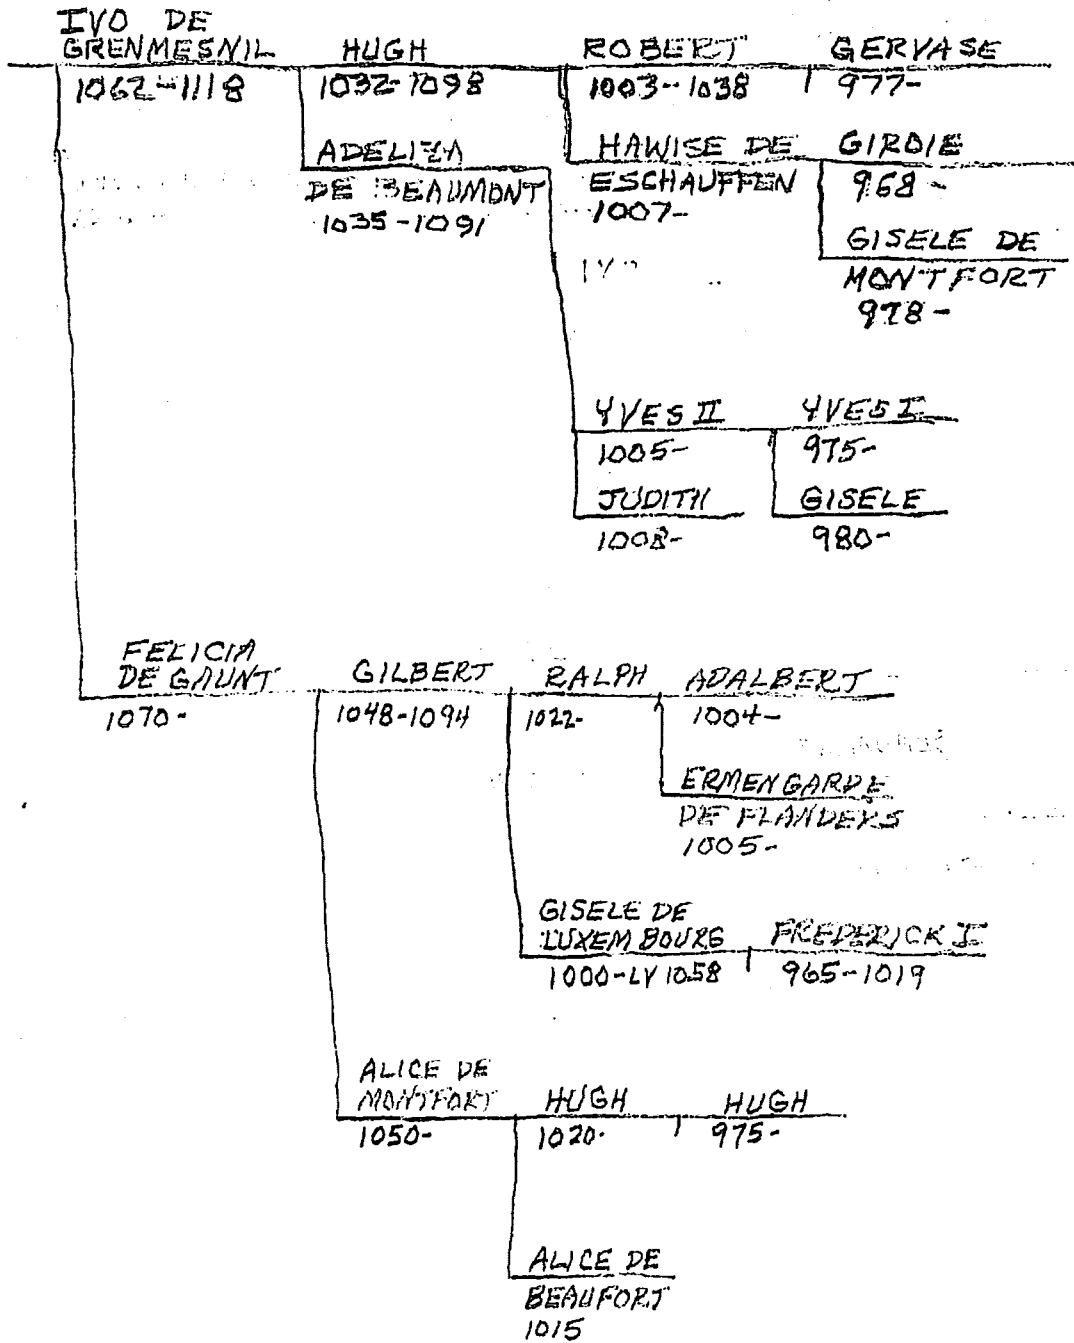 IVO DE
GRENMESNIL
1062-1118
HUGH
1032-1098
ROBERT
1003-1038
GERVASE
977-
ADELIZA
DE BEAUMONT
1035-1091
HAWISE DE
ESCHAUFFEN
1007-
GIROIE
968-
GISELE DE
MONTFORT
978-
YVES II
1005-
YVES I
975-
JUDITH
1008-
GISELE
980-
FELICIA
DE GAUNT
1070-
GILBERT
1048-1094
RALPH
1022-
ADALBERT
1004-
ERMENGARDE
DE FLANDERS
1005-
GISELE DE
LUXEMBOURG
1000-LV 1058
FREDERICK I
965-1019
ALICE DE
MONTFORT
1050-
HUGH
1020-
HUGH
975-
ALICE DE
BEAUFORT
1015